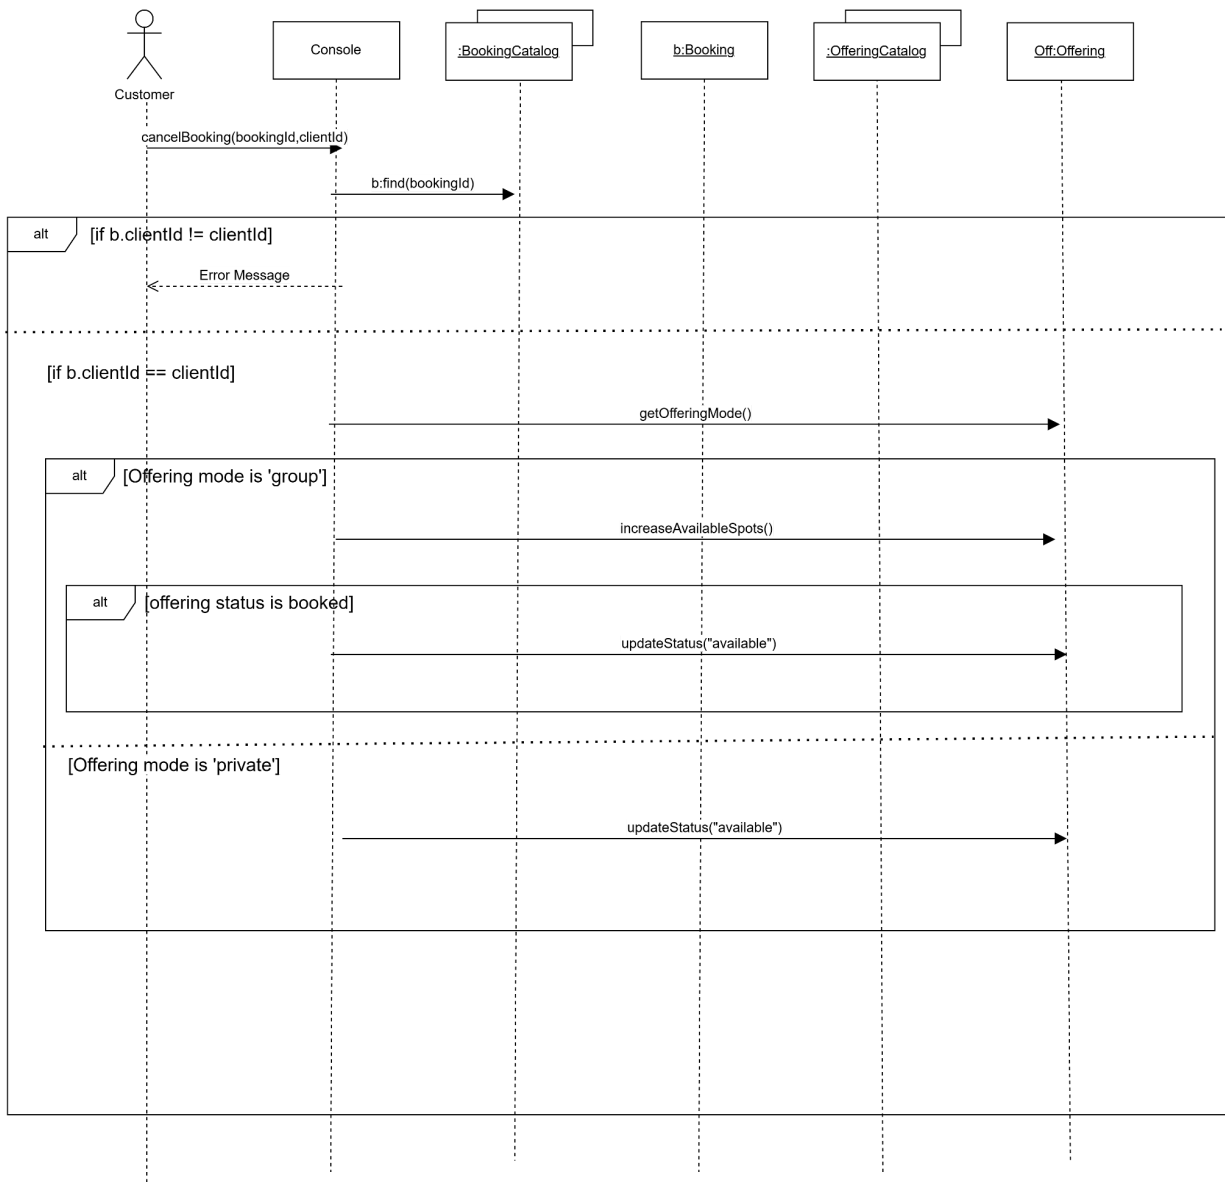 Console
:BookingCatalog
b:Booking
:OfferingCatalog
Off:Offering
Customer
cancelBooking(bookingId,clientId)
b:find(bookingId)
alt
[if b.clientId != clientId]
Error Message
[if b.clientId == clientId]
getOfferingMode()
alt
[Offering mode is 'group']
increaseAvailableSpots()
alt
[offering status is booked]
updateStatus("available")
[Offering mode is 'private']
updateStatus("available")